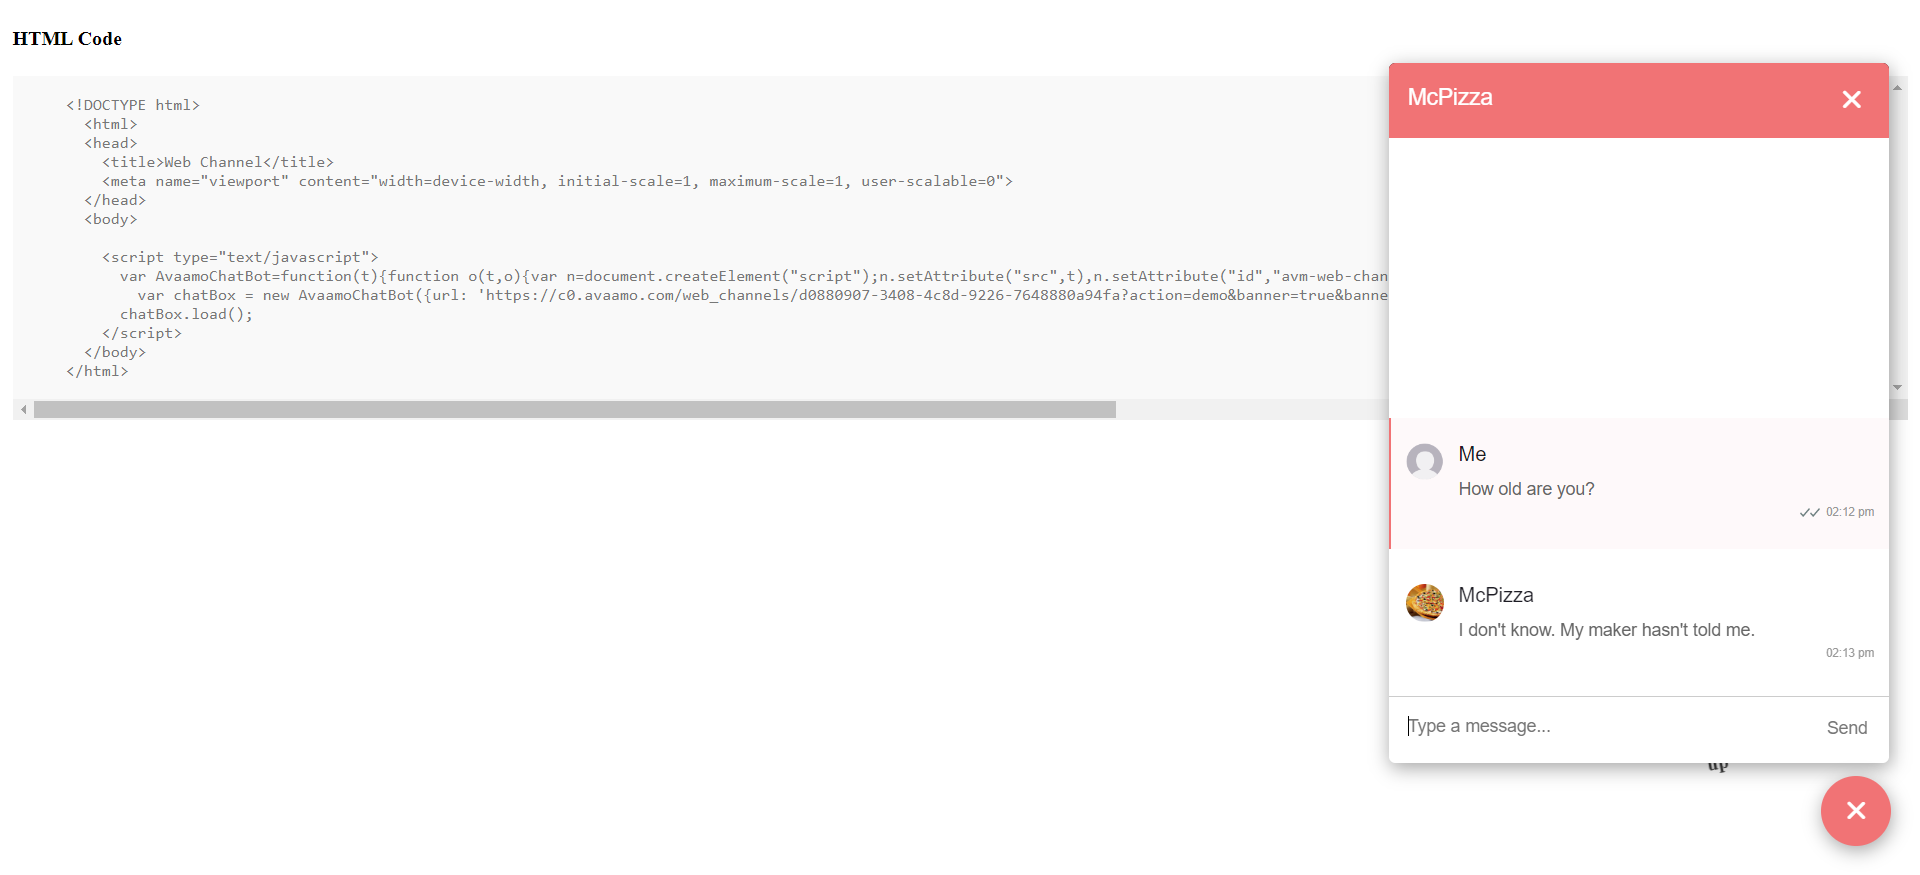 HTML Code
<!DOCTYPE html>
<html>
<head>
<title>Web Channel</title>
<meta name="viewport" content="width=device-width, initial-scale=1, maximum-scale=1, user-scalable=0">
</head>
<body>
<script type="text/javascript">
var AvaamoChatBot=function(t){function o(t,o){var n=document.createElement("script");n.setAttribute("src",t),n.setAttribute("id","avm-web-chan
var chatBox = new AvaamoChatBot({url: 'https://c0.avaamo.com/web_channels/d0880907-3408-4c8d-9226-7648880a94fa?action=demo&banner=true&banne
chatBox.load();
</script>
</body>
</html>
McPizza
Me
How old are you?
02:12 pm
McPizza
I don't know. My maker hasn't told me.
02:13 pm
Type a message...
Send
up